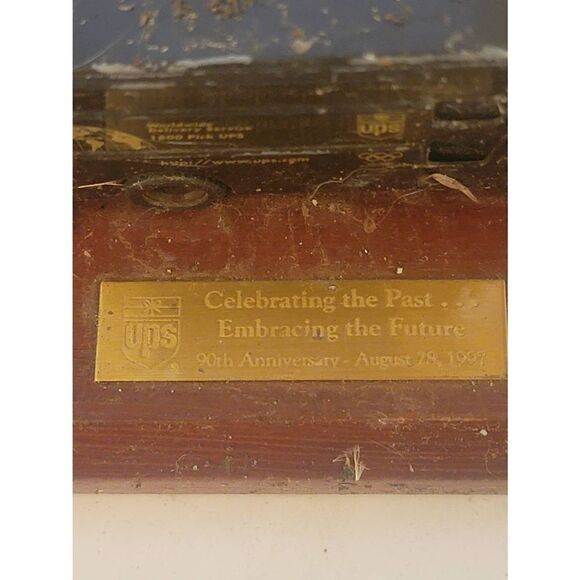 Worldwide
Delivery Service
1 800 Pick UPS
ups
http://www.ups.com
ups
Celebrating the Past . . .
Embracing the Future
90th Anniversary - August 28, 1997